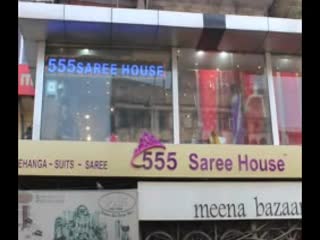 555 SAREE HOUSE
555 Saree House
EHANGA - SUITS - SAREE
meena bazaa